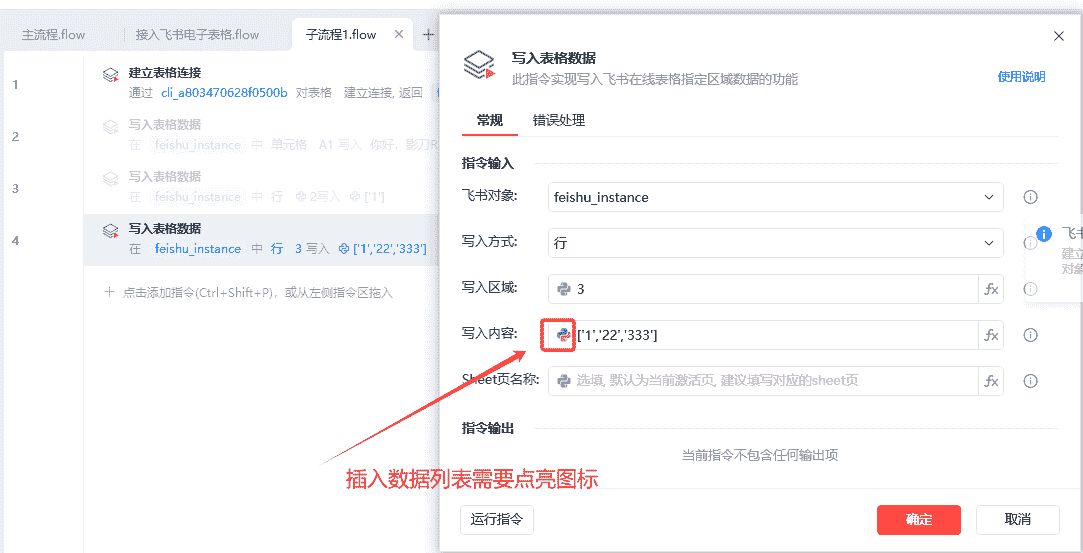 主流程.flow
接入飞书电子表格.flow
子流程1.flow
1
建立表格连接
通过 cli_a803470628f0500b 对表格 建立连接, 返回
2
写入表格数据
在 feishu_instance 中 单元格 A1 写入 你好，影刀R
3
写入表格数据
在 feishu_instance 中 行 2写入 ['1']
4
写入表格数据
在 feishu_instance 中 行 3 写入 ['1','22','333']
点击添加指令(Ctrl+Shift+P)，或从左侧指令区拖入
写入表格数据
此指令实现写入飞书在线表格指定区域数据的功能
使用说明
常规 错误处理
指令输入
飞书对象: feishu_instance
写入方式: 行
写入区域: 3 fx
写入内容: ['1','22','333'] fx
Sheet页名称: 选填, 默认为当前激活页, 建议填写对应的sheet页 fx
指令输出
当前指令不包含任何输出项
插入数据列表需要点亮图标
运行指令 确定 取消
飞书
建立
对象